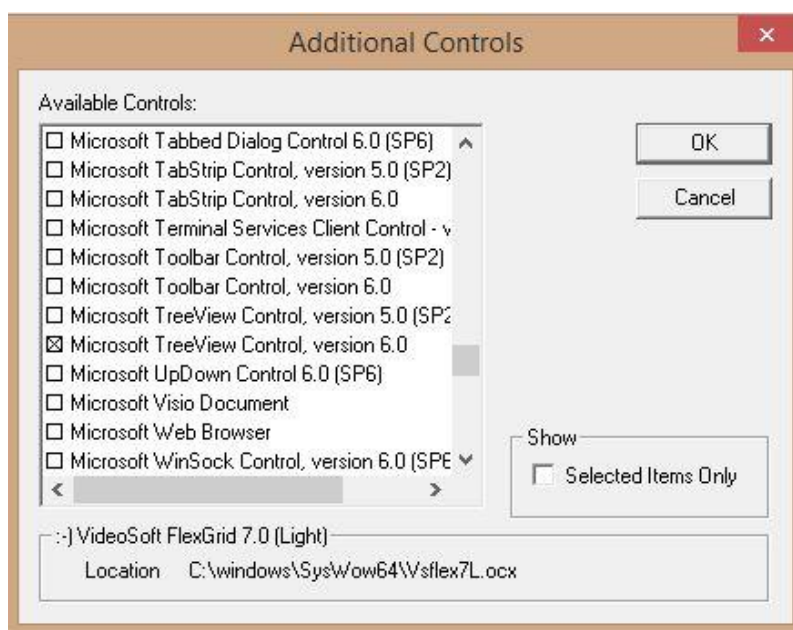 Additional Controls
Available Controls:
Microsoft Tabbed Dialog Control 6.0 (SP6)
Microsoft TabStrip Control, version 5.0 (SP2)
Microsoft TabStrip Control, version 6.0
Microsoft Terminal Services Client Control - v
Microsoft Toolbar Control, version 5.0 (SP2)
Microsoft Toolbar Control, version 6.0
Microsoft TreeView Control, version 5.0 (SP2
Microsoft TreeView Control, version 6.0
Microsoft UpDown Control 6.0 (SP6)
Microsoft Visio Document
Microsoft Web Browser
Microsoft WinSock Control, version 6.0 (SP6
OK
Cancel
Show
Selected Items Only
:-) VideoSoft FlexGrid 7.0 (Light)
Location C:\windows\SysWow64\Vsflex7L.ocx